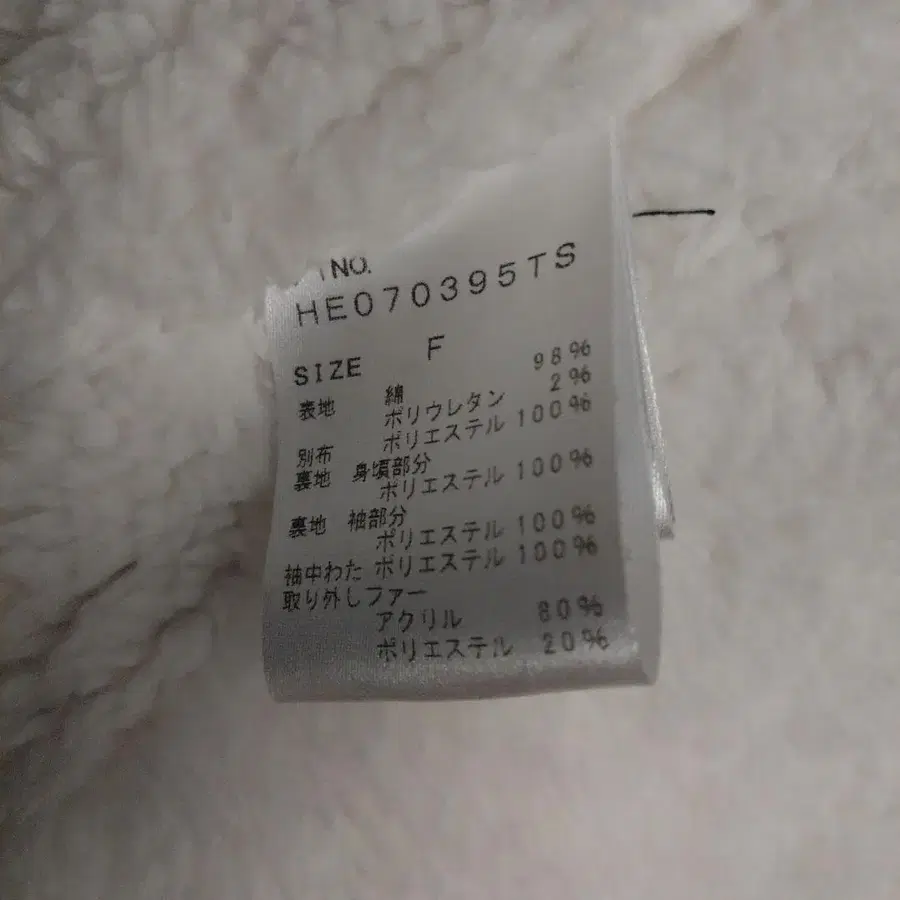 NO.
HE070395TS
SIZE F
表地 綿 98%
ポリウレタン 2%
別布 ポリエステル 100%
裏地 身頃部分
ポリエステル 100%
裏地 袖部分
ポリエステル 100%
袖中わた ポリエステル 100%
取り外しファー
アクリル 80%
ポリエステル 20%